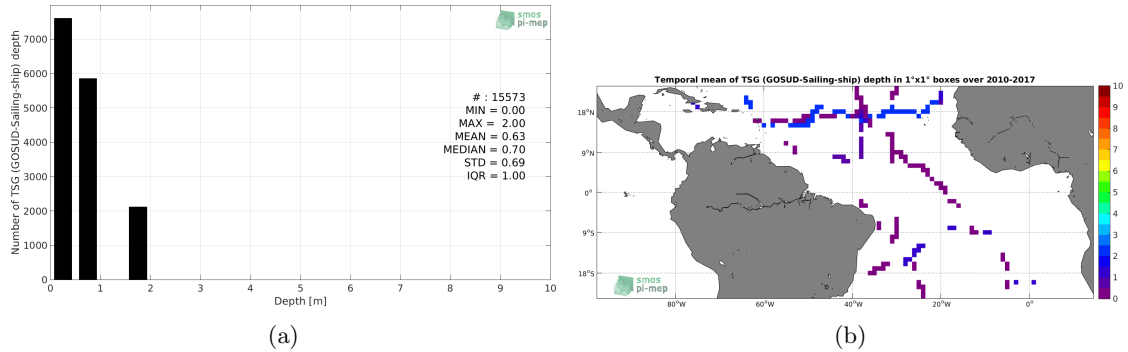 smos
pi-mep
Number of TSG (GOSUD-Sailing-ship) depth
7000
6000
5000
4000
3000
2000
1000
0
# : 15573
MIN = 0.00
MAX = 2.00
MEAN = 0.63
MEDIAN = 0.70
STD = 0.69
IQR = 1.00
0 1 2 3 4 5 6 7 8 9 10
Depth [m]
(a)
Temporal mean of TSG (GOSUD-Sailing-ship) depth in 1°x1° boxes over 2010-2017
18°N
9°N
0°
9°S
18°S
80°W 60°W 40°W 20°W 0°
10
9
8
7
6
5
4
3
2
1
0
smos
pi-mep
(b)